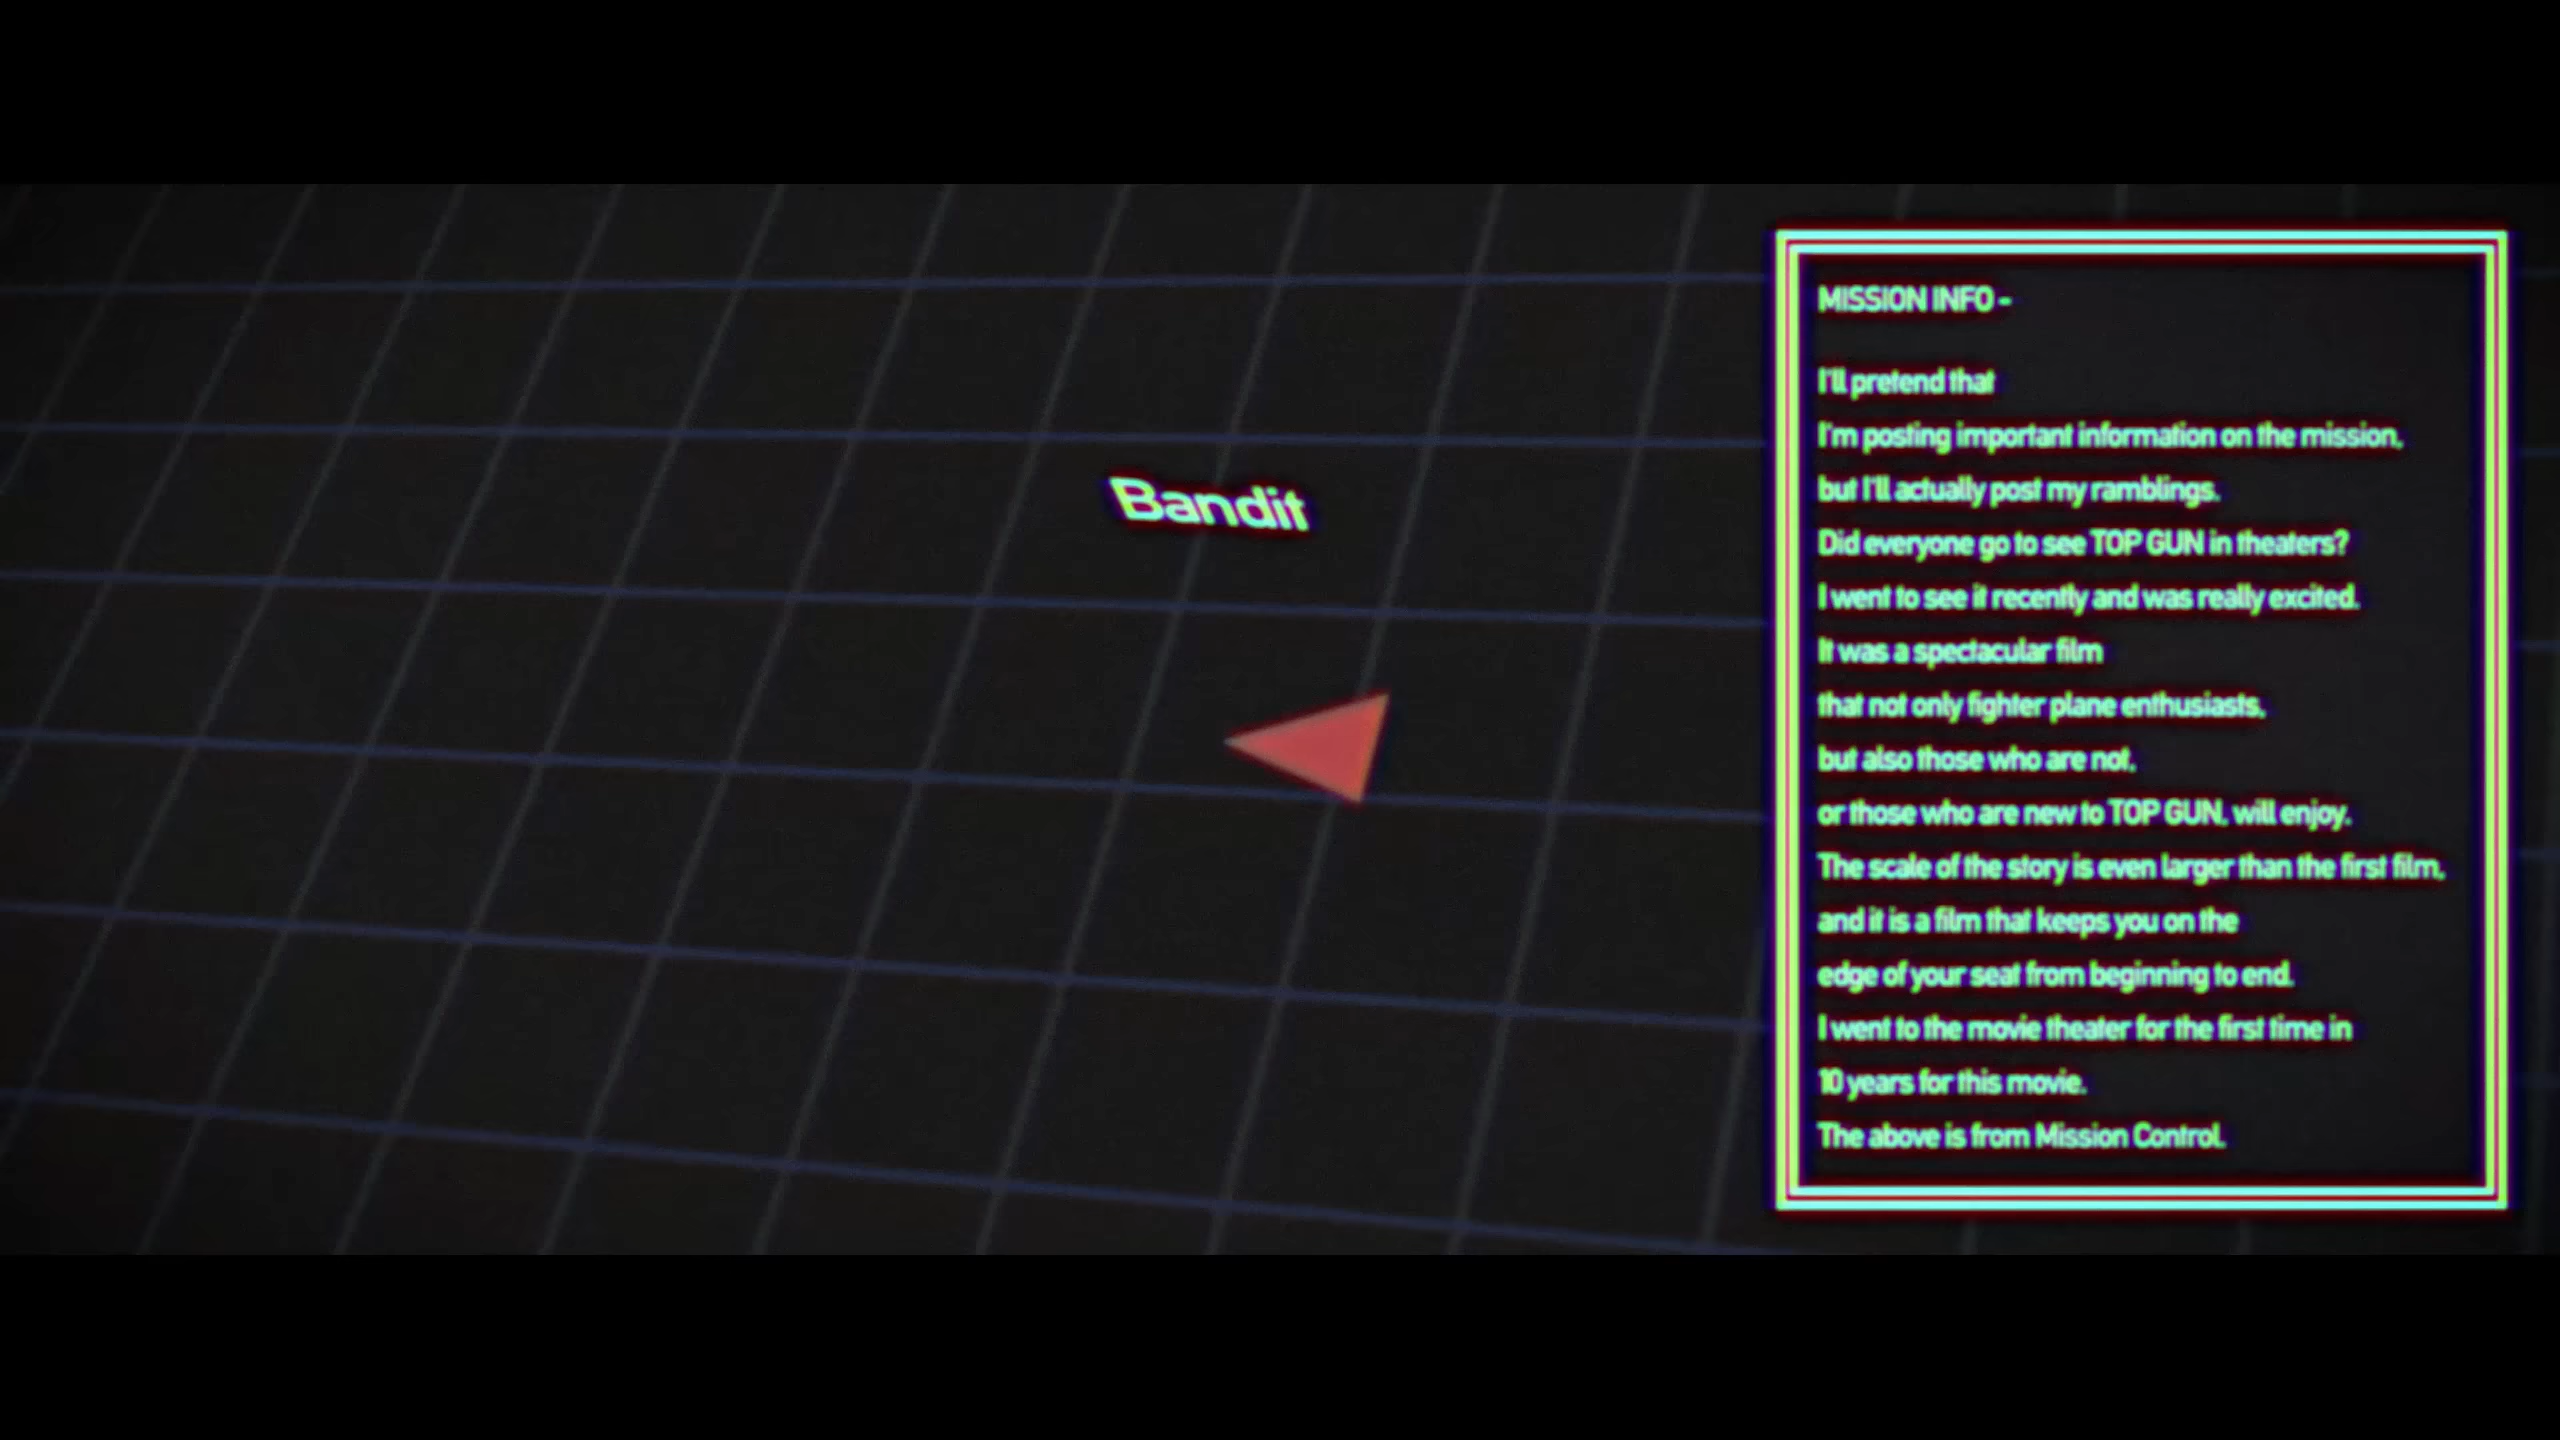 Bandit
MISSION INFO -
I'll pretend that
I'm posting important information on the mission,
but I'll actually post my ramblings.
Did everyone go to see TOP GUN in theaters?
I went to see it recently and was really excited.
It was a spectacular film
that not only fighter plane enthusiasts,
but also those who are not,
or those who are new to TOP GUN, will enjoy.
The scale of the story is even larger than the first film,
and it is a film that keeps you on the
edge of your seat from beginning to end.
I went to the movie theater for the first time in
10 years for this movie.
The above is from Mission Control.